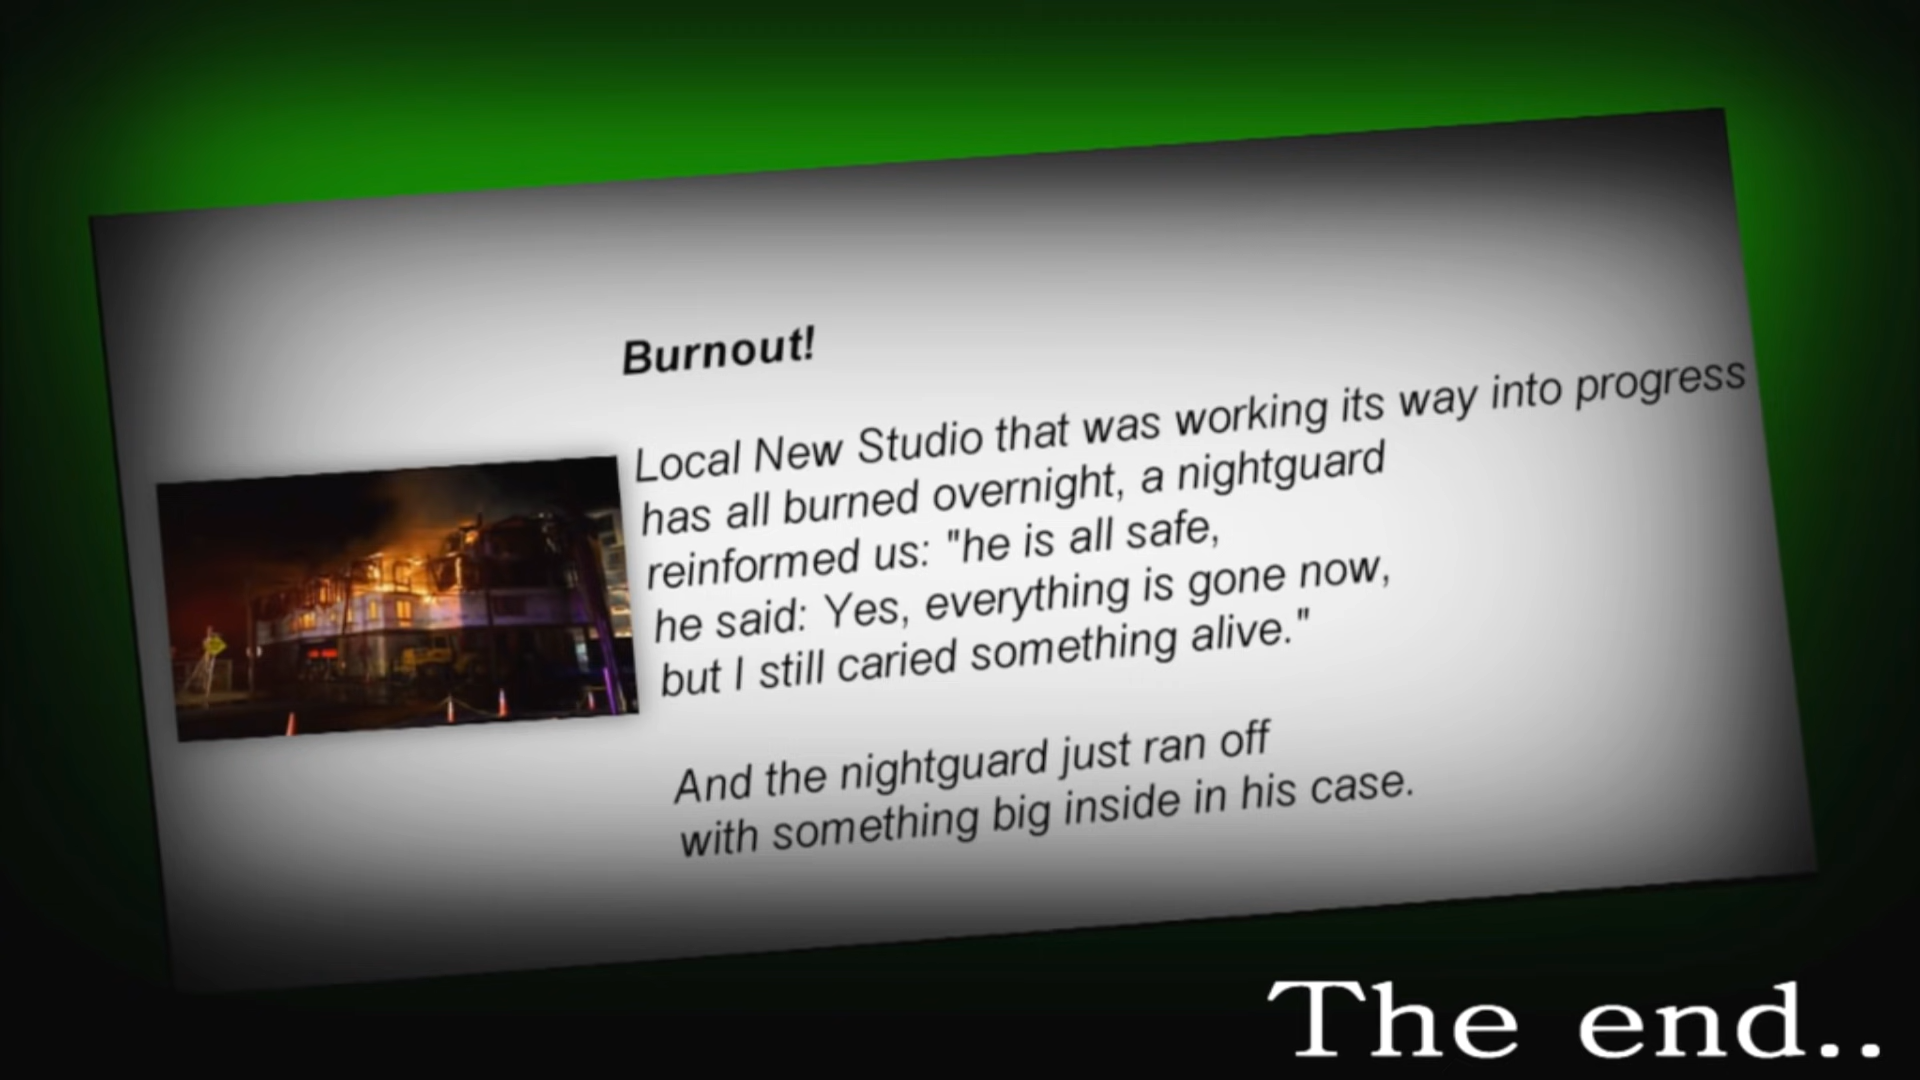 Burnout!
Local New Studio that was working its way into progress
has all burned overnight, a nightguard
reinformed us: "he is all safe,
he said: Yes, everything is gone now,
but I still caried something alive."
And the nightguard just ran off
with something big inside in his case.
The end..